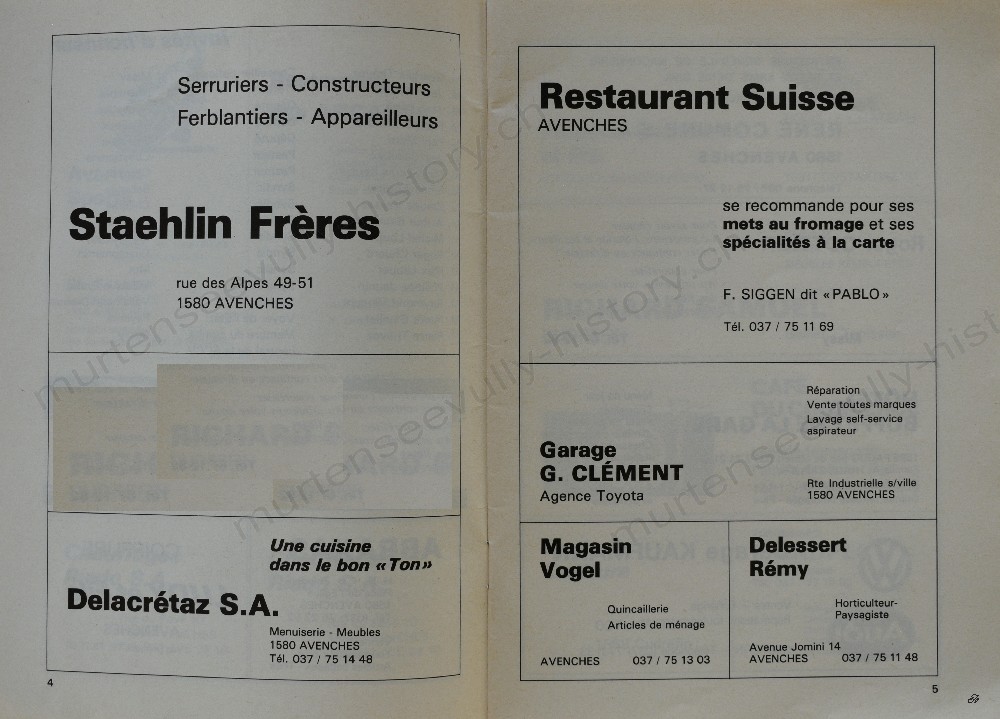 Serruriers - Constructeurs
Ferblantiers - Appareilleurs
Staehlin Frères
rue des Alpes 49-51
1580 AVENCHES
Une cuisine
dans le bon «Ton»
Delacrétaz S.A.
Menuiserie - Meubles
1580 AVENCHES
Tél. 037 / 75 14 48
4
Restaurant Suisse
AVENCHES
se recommande pour ses
mets au fromage et ses
spécialités à la carte
F. SIGGEN dit «PABLO»
Tél. 037 / 75 11 69
Réparation
Vente toutes marques
Lavage self-service
aspirateur
Garage
G. CLÉMENT
Agence Toyota
Rte Industrielle s/ville
1580 AVENCHES
Magasin
Vogel
Quincaillerie
Articles de ménage
AVENCHES 037 / 75 13 03
Delessert
Rémy
Horticulteur-
Paysagiste
Avenue Jomini 14
AVENCHES 037 / 75 11 48
5
murtenseevully-history.ch
murtenseevully-history.ch
murtenseevully-hist